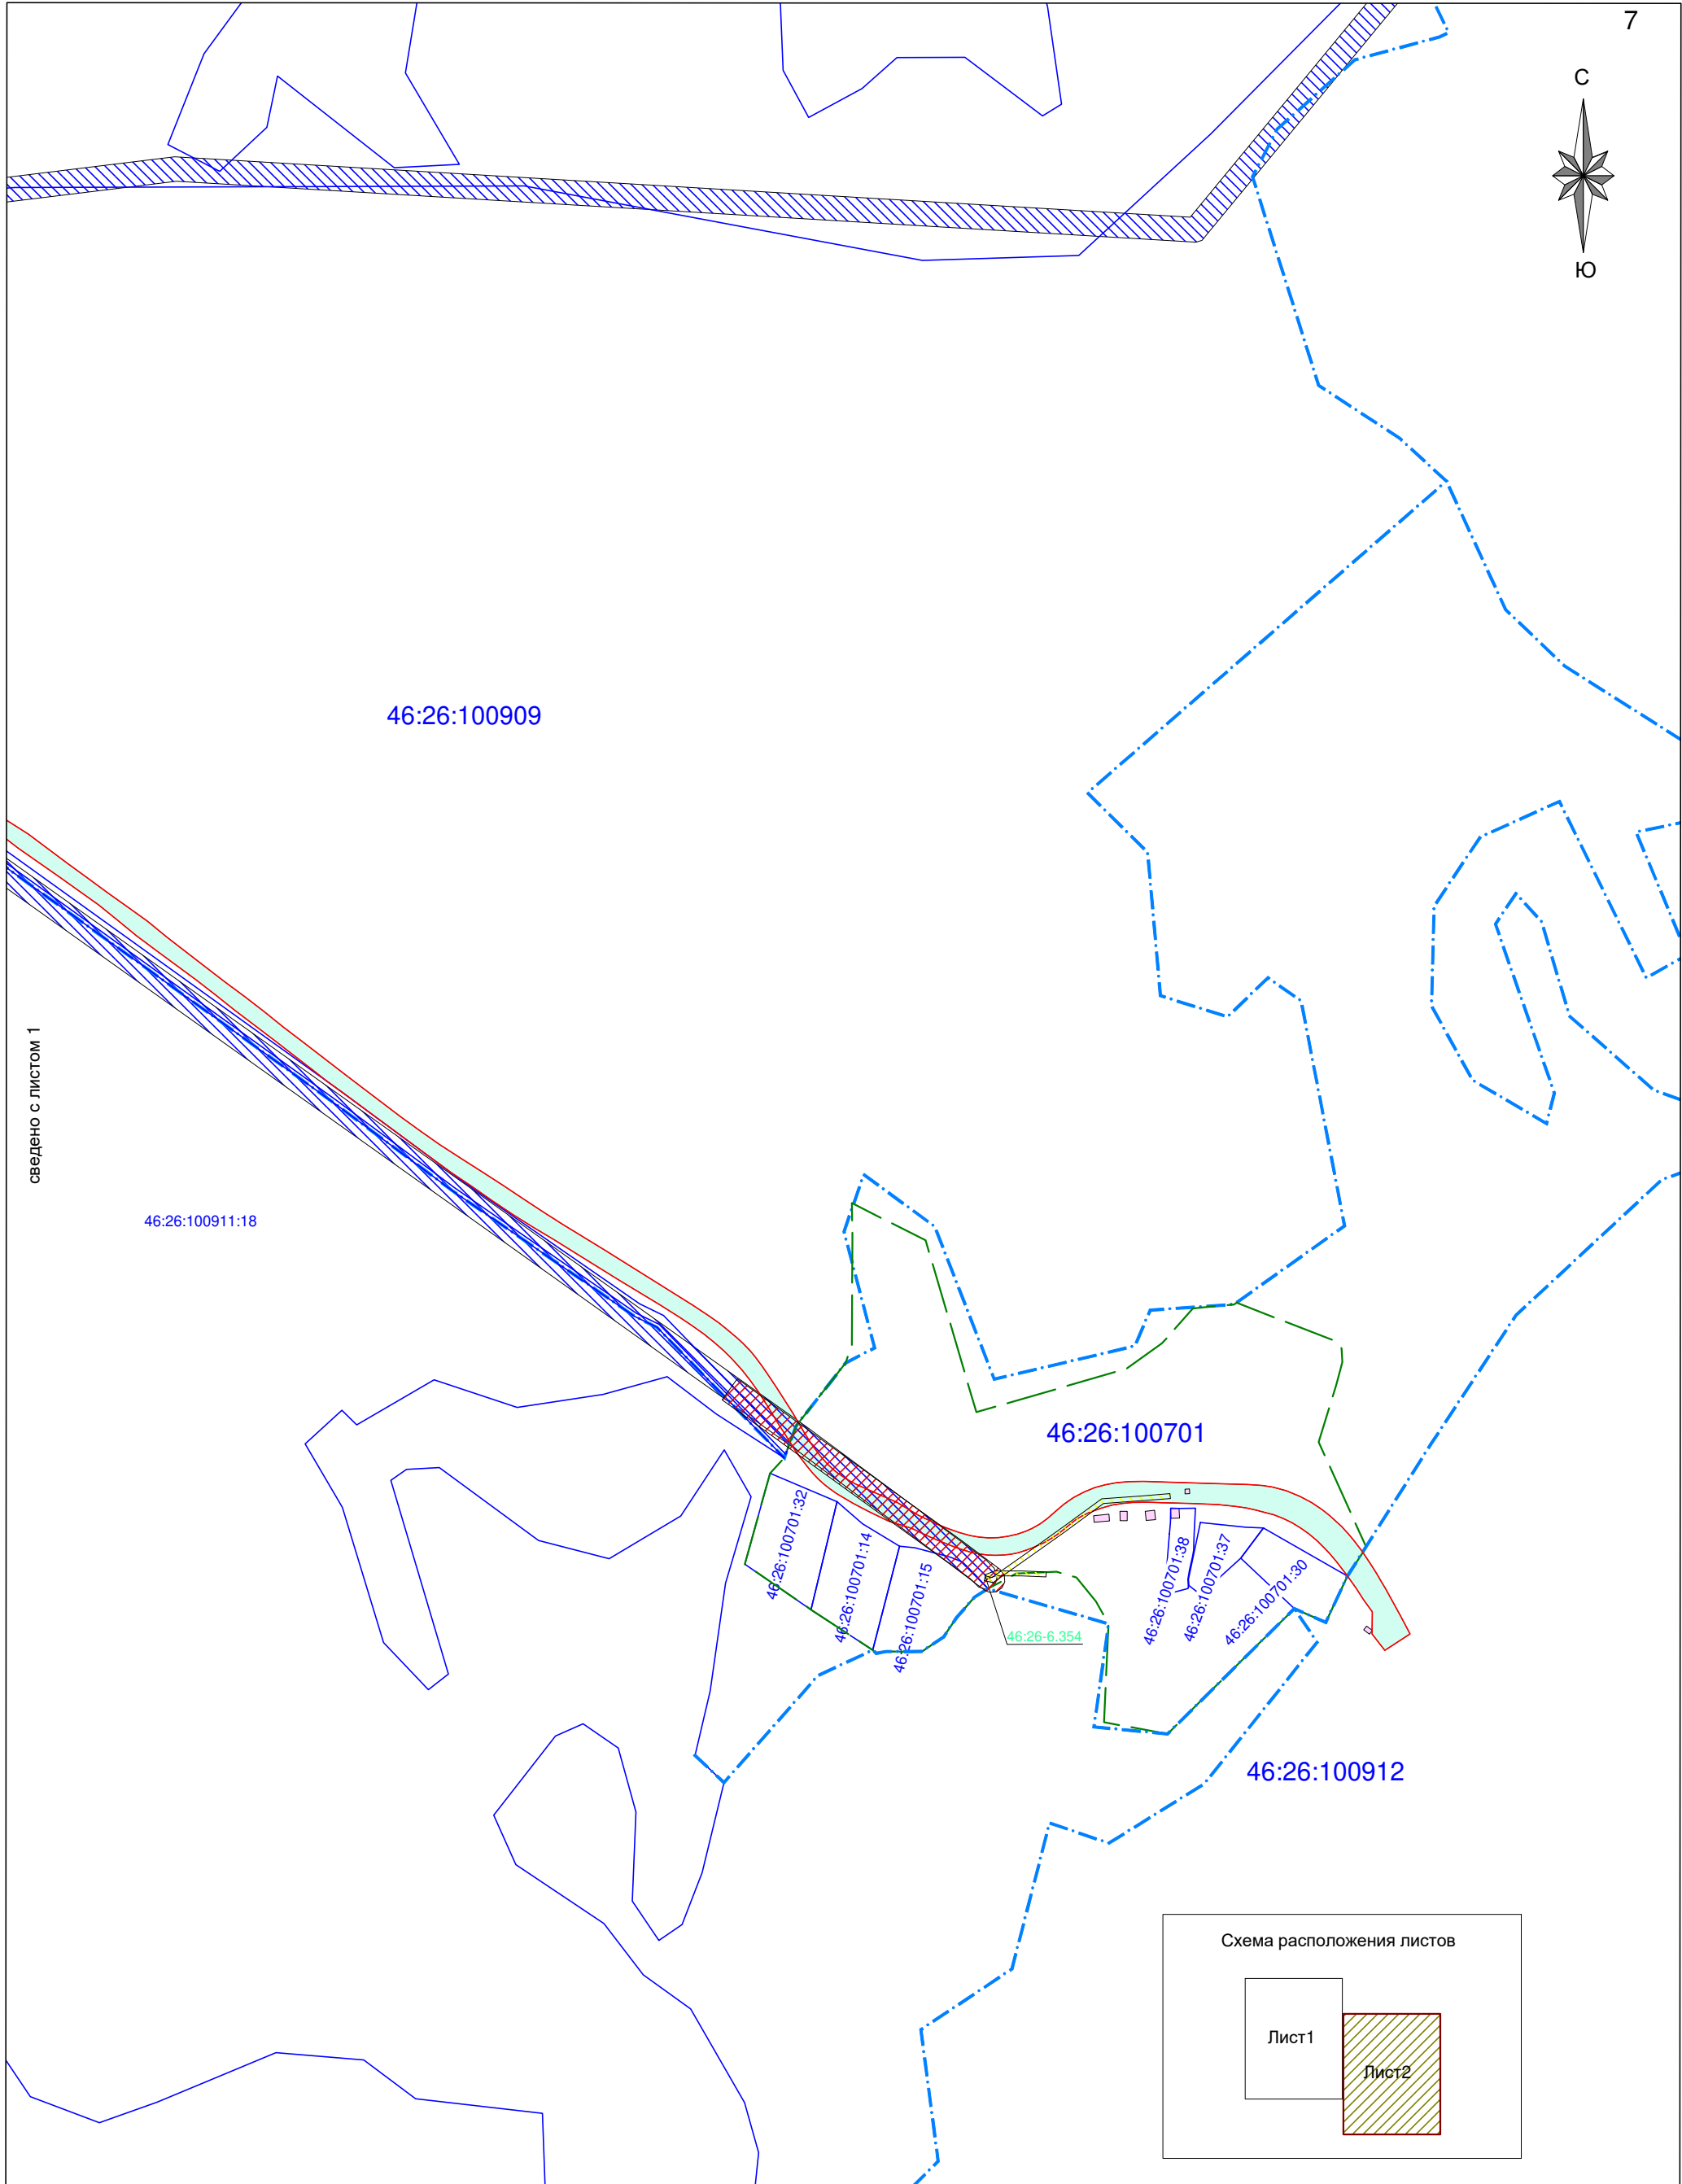 7
С
Ю
46:26:100909
сведено с листом 1
46:26:100911:18
46:26:100701
46:26:100701:32
46:26:100701:14
46:26:100701:15
46:26:100701:38
46:26:100701:37
46:26:100701:30
46:26-6.354
46:26:100912
Схема расположения листов
Лист1
Лист2